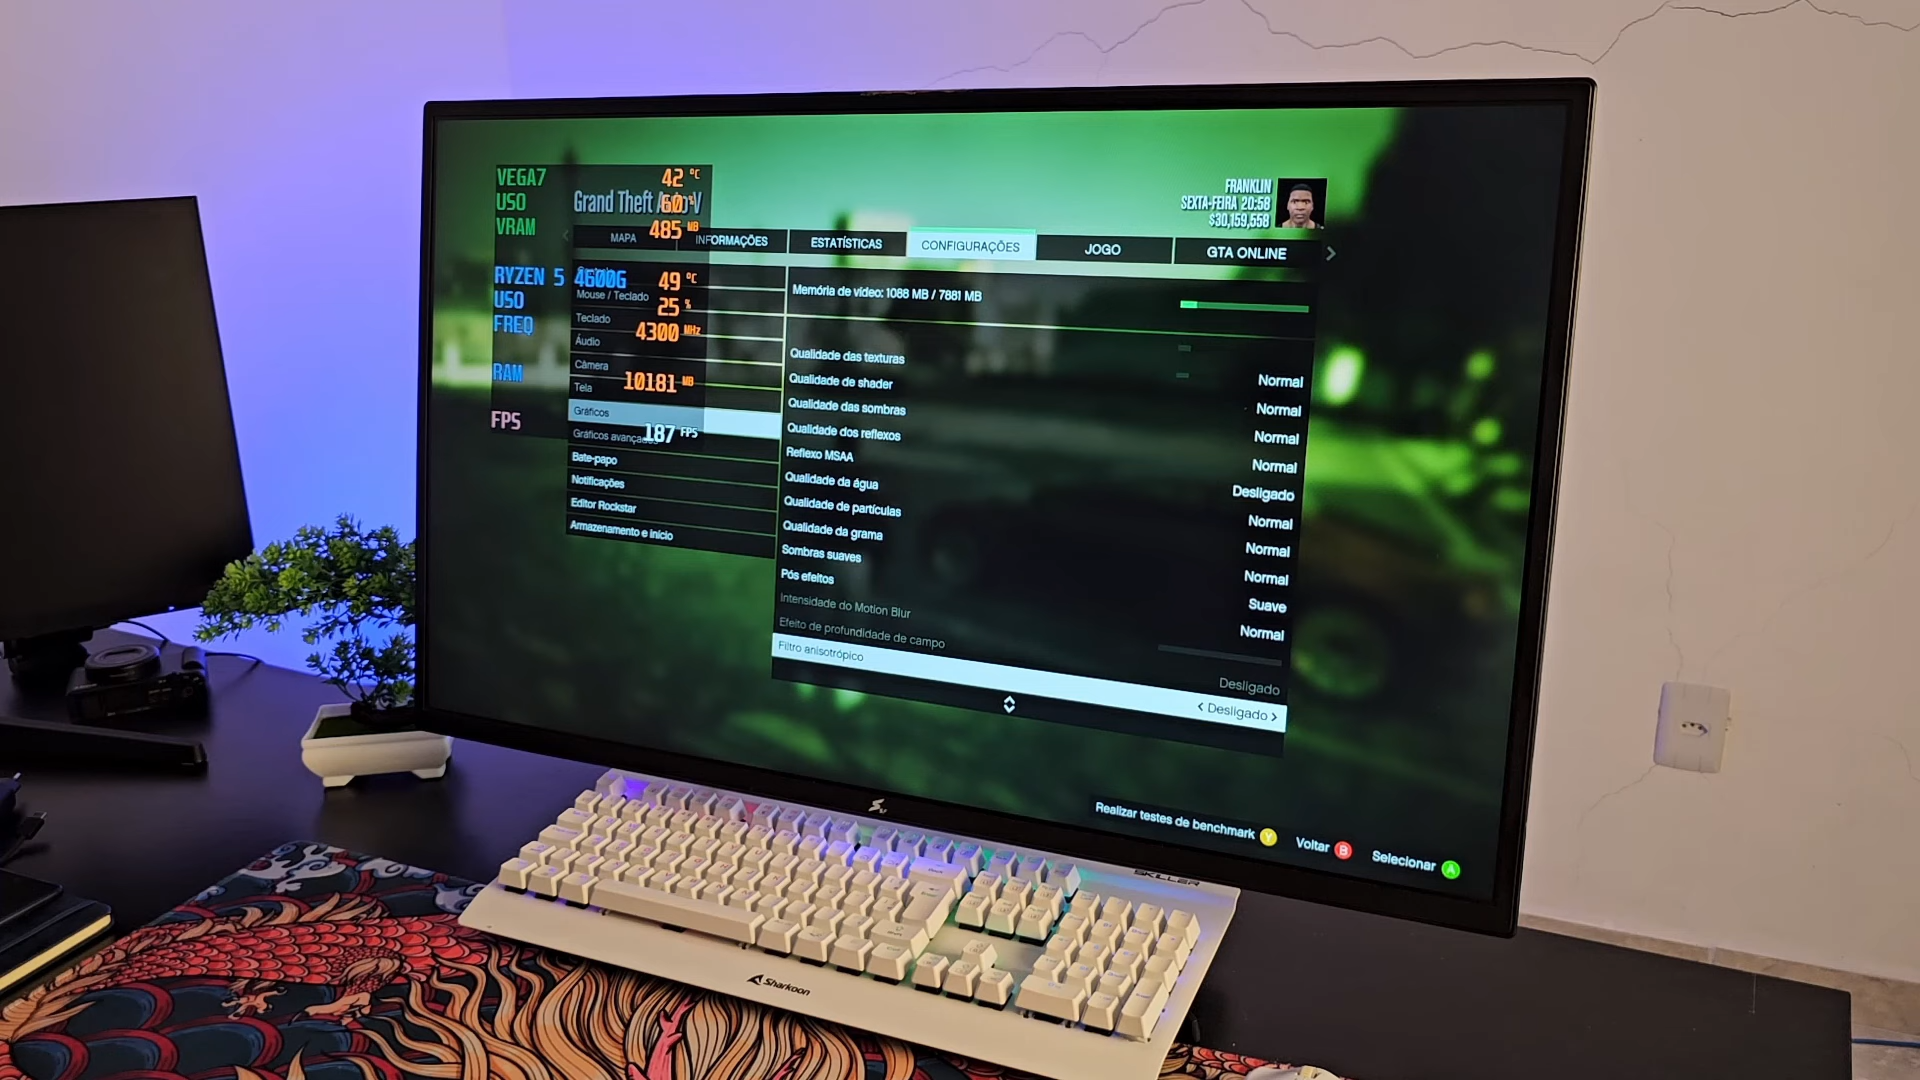 VEGA7 42 °C
USO 60 %
VRAM 485 MB
RYZEN 5 4600G 49 °C
USO 25 %
FREQ 4300 MHz
RAM 10181 MB
FPS 187 FPS
Grand Theft Auto V
FRANKLIN
SEXTA-FEIRA 20:58
$30,159,558
MAPA
INFORMAÇÕES
ESTATÍSTICAS
CONFIGURAÇÕES
JOGO
GTA ONLINE
Mouse / Teclado
Teclado
Áudio
Câmera
Tela
Gráficos
Gráficos avançados
Bate-papo
Notificações
Editor Rockstar
Armazenamento e início
Memória de vídeo: 1088 MB / 7881 MB
Qualidade das texturas Normal
Qualidade de shader Normal
Qualidade das sombras Normal
Qualidade dos reflexos Normal
Reflexo MSAA Desligado
Qualidade da água Normal
Qualidade de partículas Normal
Qualidade da grama Normal
Sombras suaves Suave
Pós efeitos Normal
Intensidade do Motion Blur
Efeito de profundidade de campo Desligado
Filtro anisotrópico < Desligado >
Realizar testes de benchmark Y
Voltar B
Selecionar A
SKILLER
Sharkoon